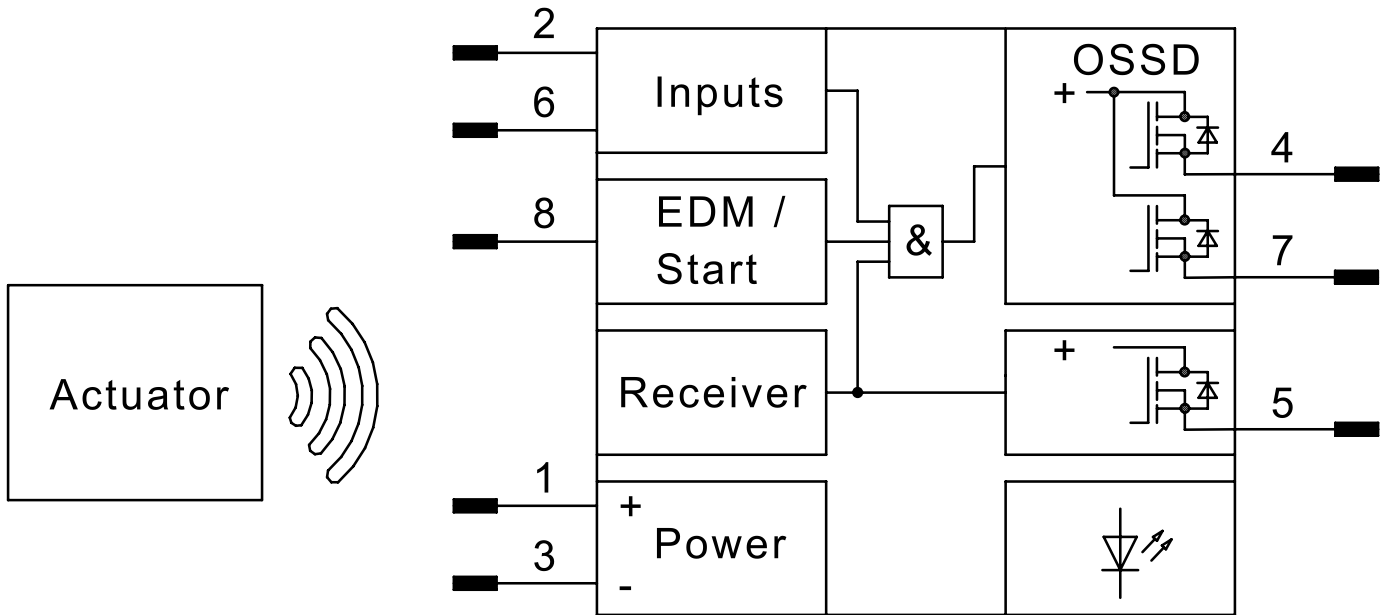 2
Inputs
OSSD
+
6
4
8
EDM /
Start
&
7
Actuator
Receiver
+
5
1
+
Power
3
-